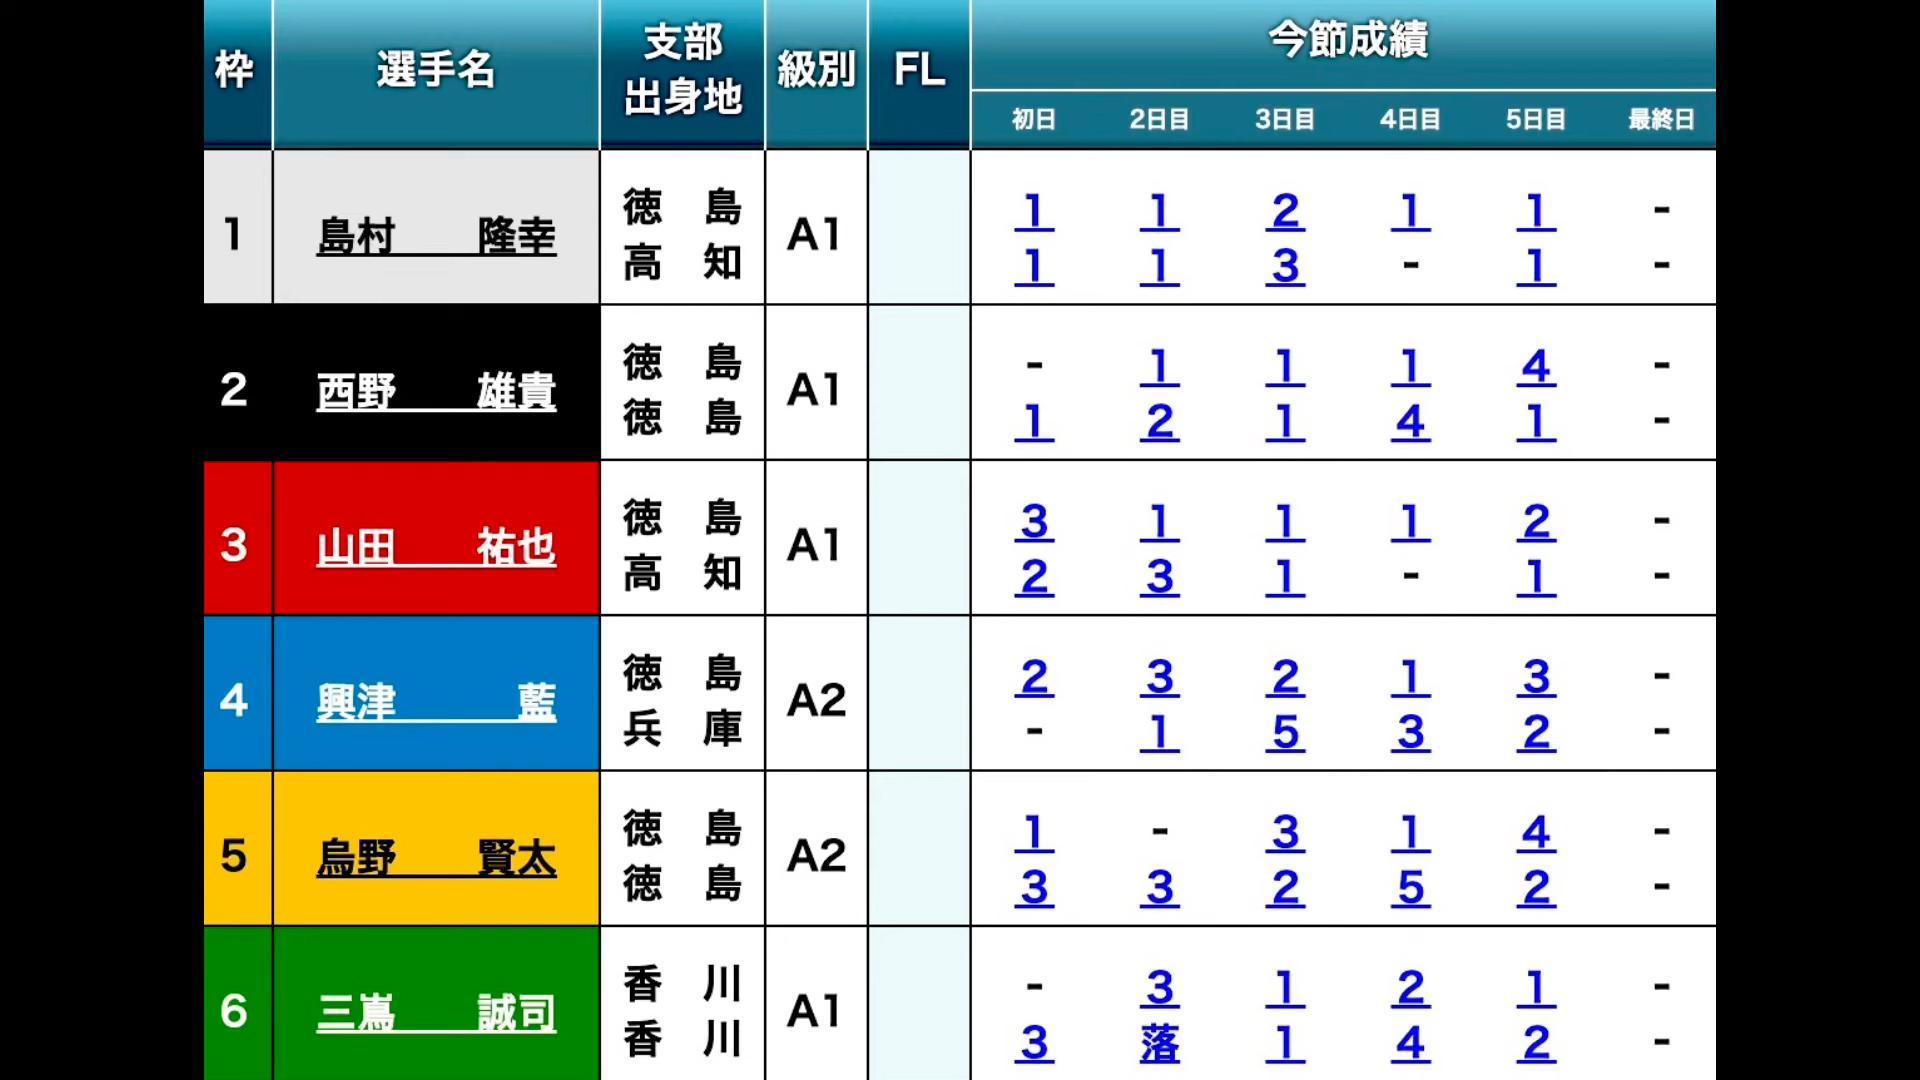 枠 選手名 支部 出身地 級別 FL 今節成績
初日 2日目 3日目 4日目 5日目 最終日
1 島村 隆幸 徳島 高知 A1
1 1 2 1 1 -
1 1 3 - 1 -
2 西野 雄貴 徳島 徳島 A1
- 1 1 1 4 -
1 2 1 4 1 -
3 山田 祐也 徳島 高知 A1
3 1 1 1 2 -
2 3 1 - 1 -
4 興津 藍 徳島 兵庫 A2
2 3 2 1 3 -
- 1 5 3 2 -
5 烏野 賢太 徳島 徳島 A2
1 - 3 1 4 -
3 3 2 5 2 -
6 三嶌 誠司 香川 香川 A1
- 3 1 2 1 -
3 落 1 4 2 -